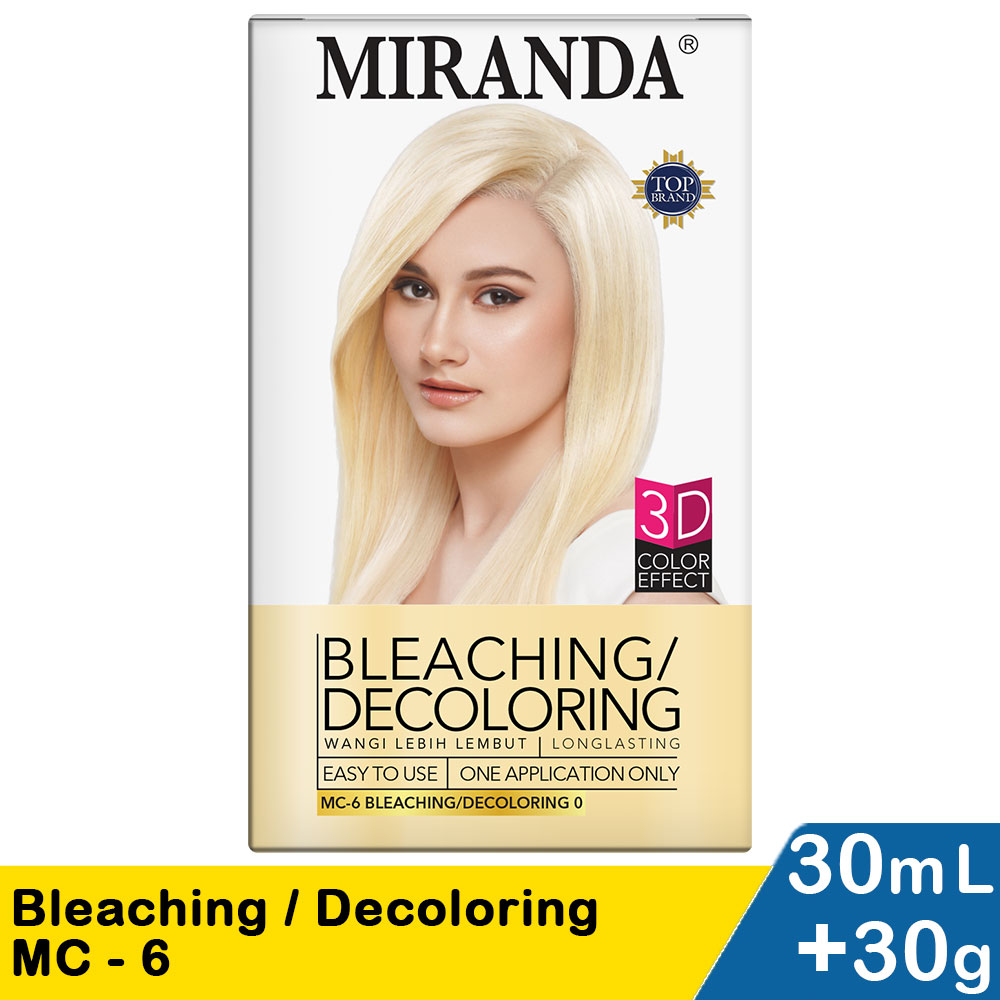 MIRANDA®
TOP
BRAND
3D
COLOR
EFFECT
BLEACHING/
DECOLORING
WANGI LEBIH LEMBUT | LONGLASTING
EASY TO USE | ONE APPLICATION ONLY
MC-6 BLEACHING/DECOLORING 0
Bleaching / Decoloring
MC - 6
30mL
+30g